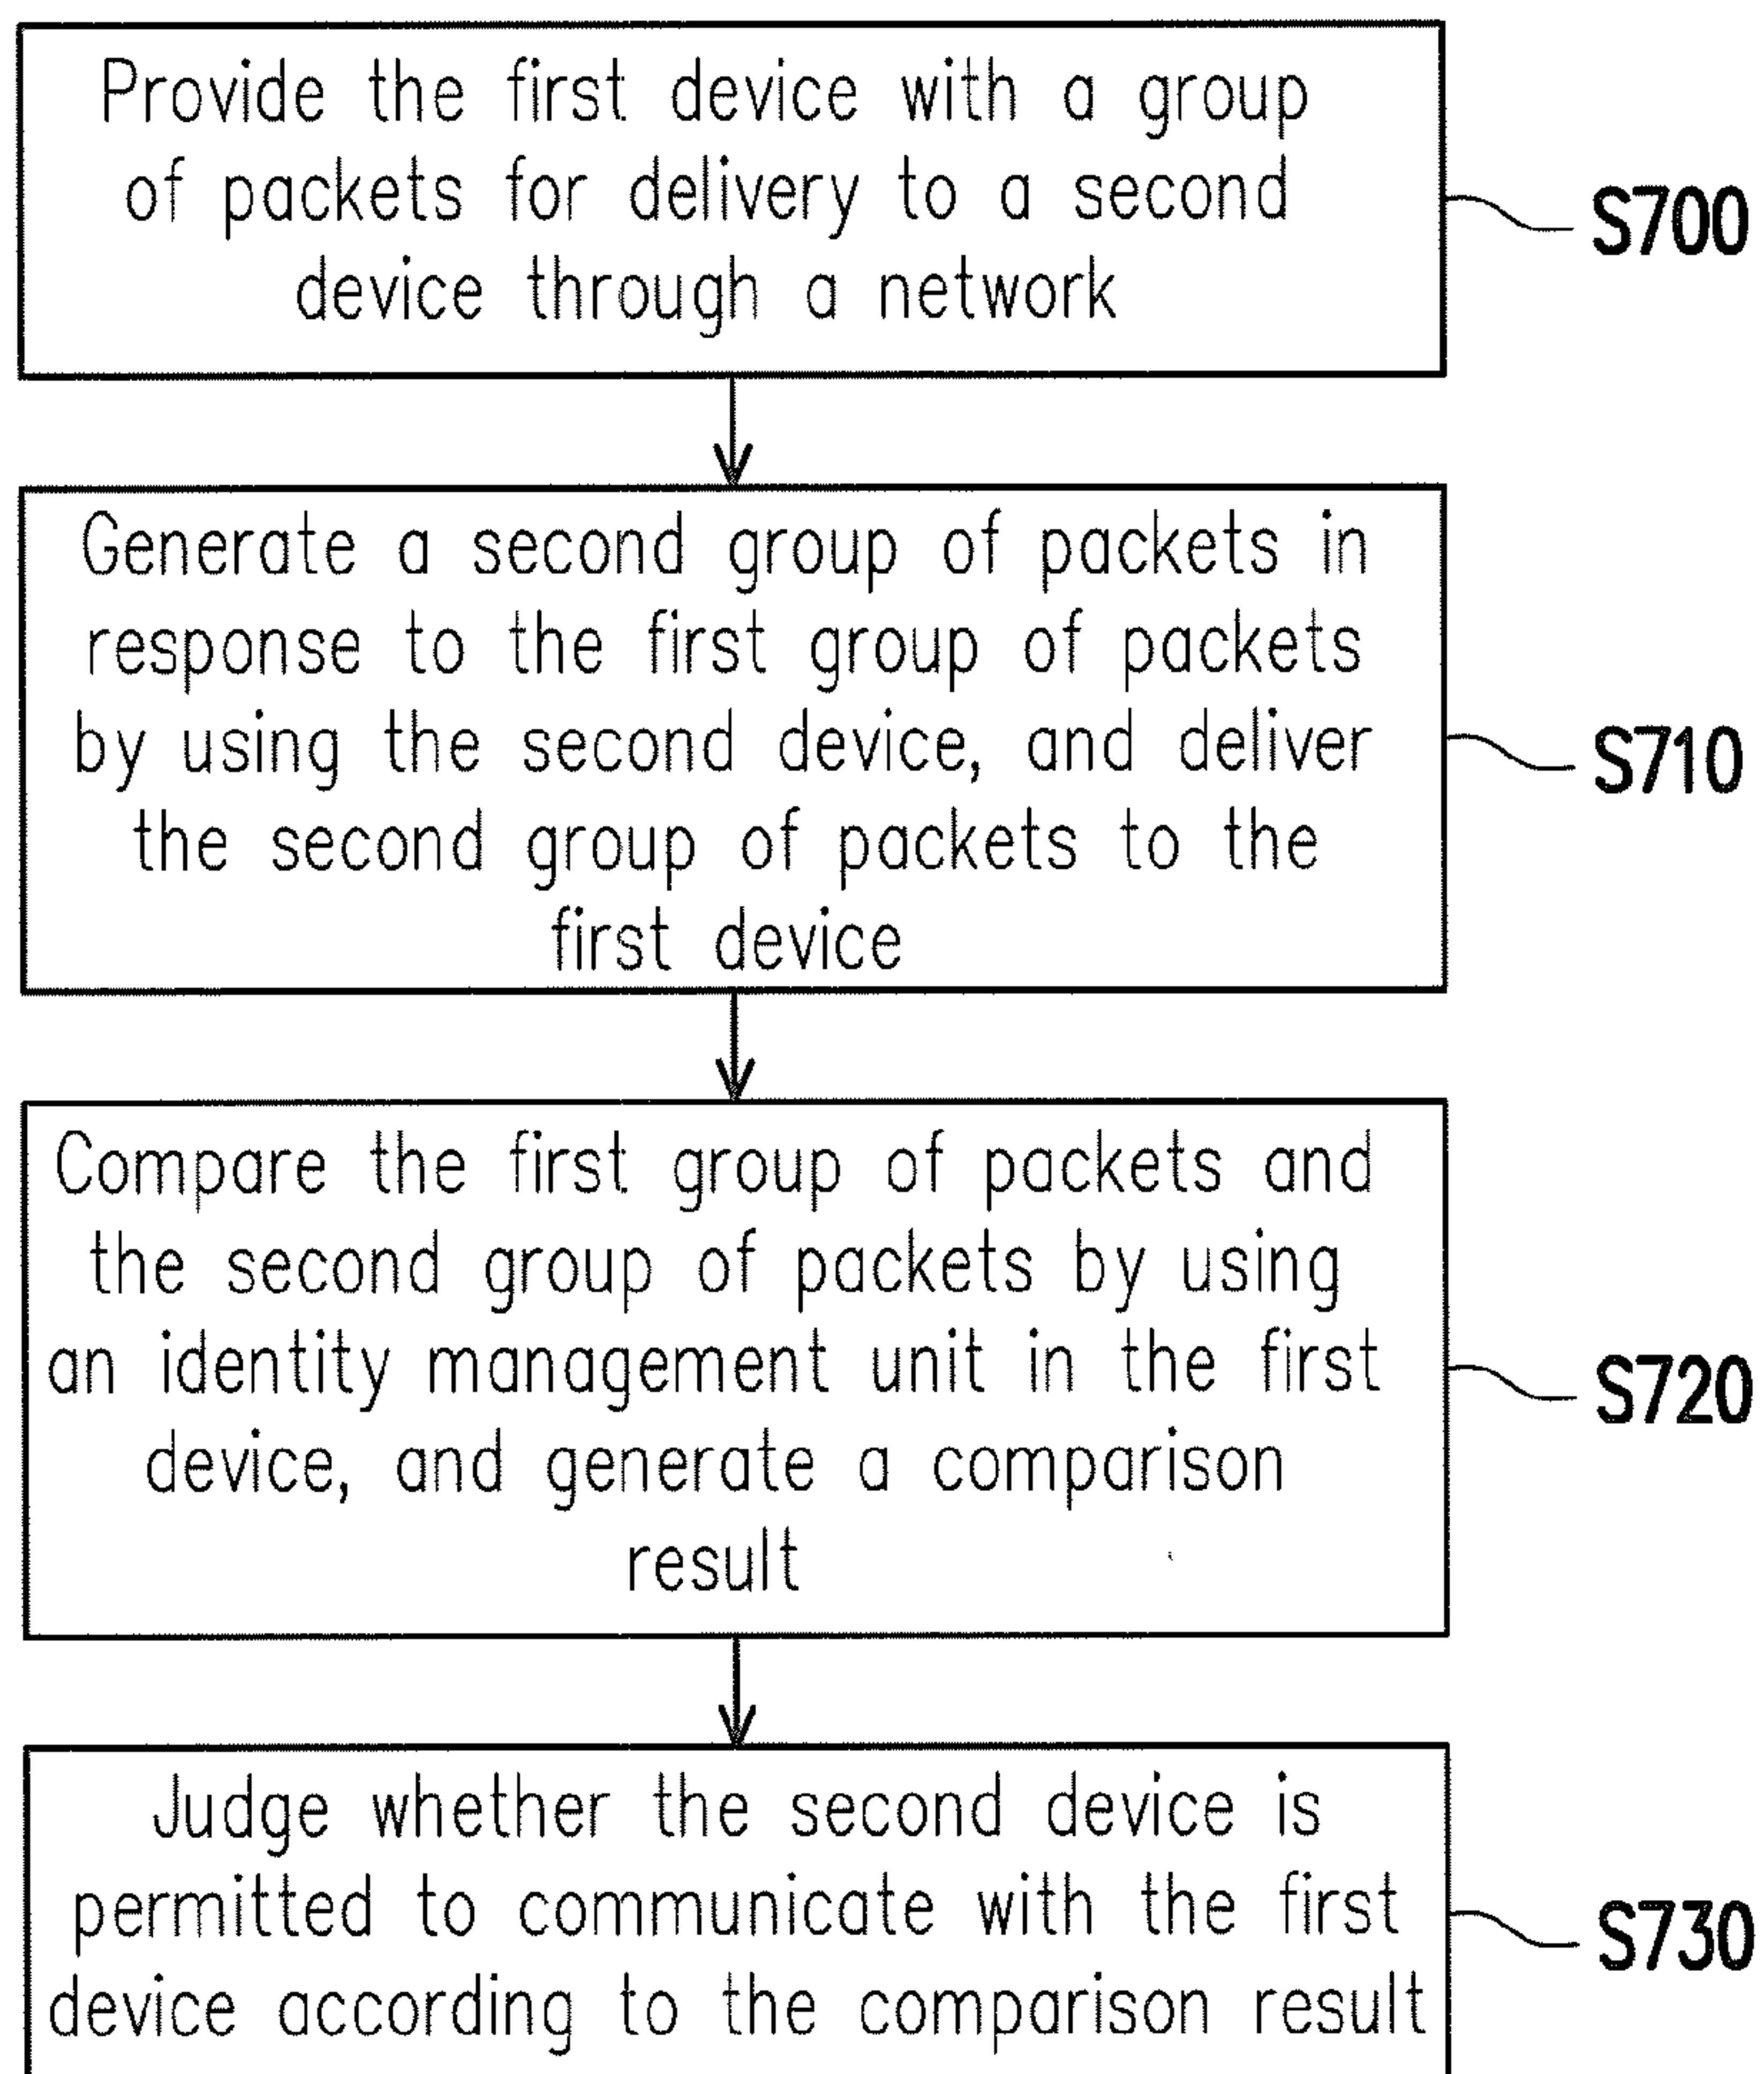 Provide the first device with a group
of packets for delivery to a second
device through a network
S700
Generate a second group of packets in
response to the first group of packets
by using the second device, and deliver
the second group of packets to the
first device
S710
Compare the first group of packets and
the second group of packets by using
an identity management unit in the first
device, and generate a comparison
result
S720
Judge whether the second device is
permitted to communicate with the first
device according to the comparison result
S730